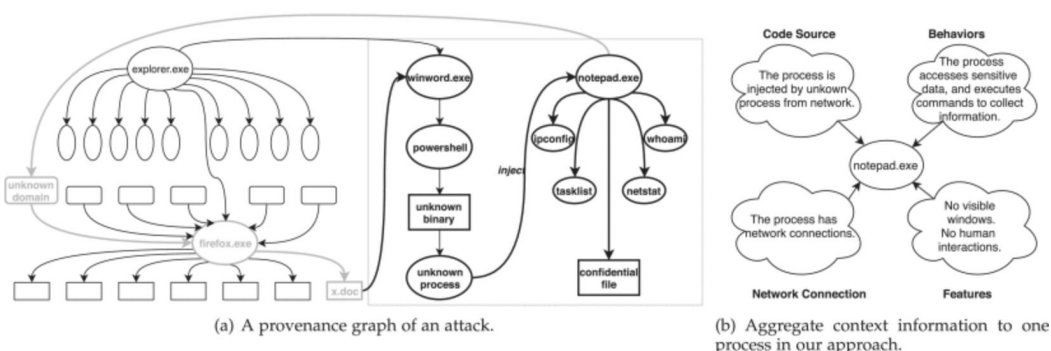 explorer.exe
unknown
domain
firefox.exe
x.doc
winword.exe
powershell
unknown
binary
unknown
process
inject
notepad.exe
ipconfig
whoami
tasklist
netstat
confidential
file
(a) A provenance graph of an attack.
Code Source
The process is
injected by unkown
process from network.
Behaviors
The process
accesses sensitive
data, and executes
commands to collect
information.
notepad.exe
The process has
network connections.
No visible
windows.
No human
interactions.
Network Connection
Features
(b) Aggregate context information to one
process in our approach.